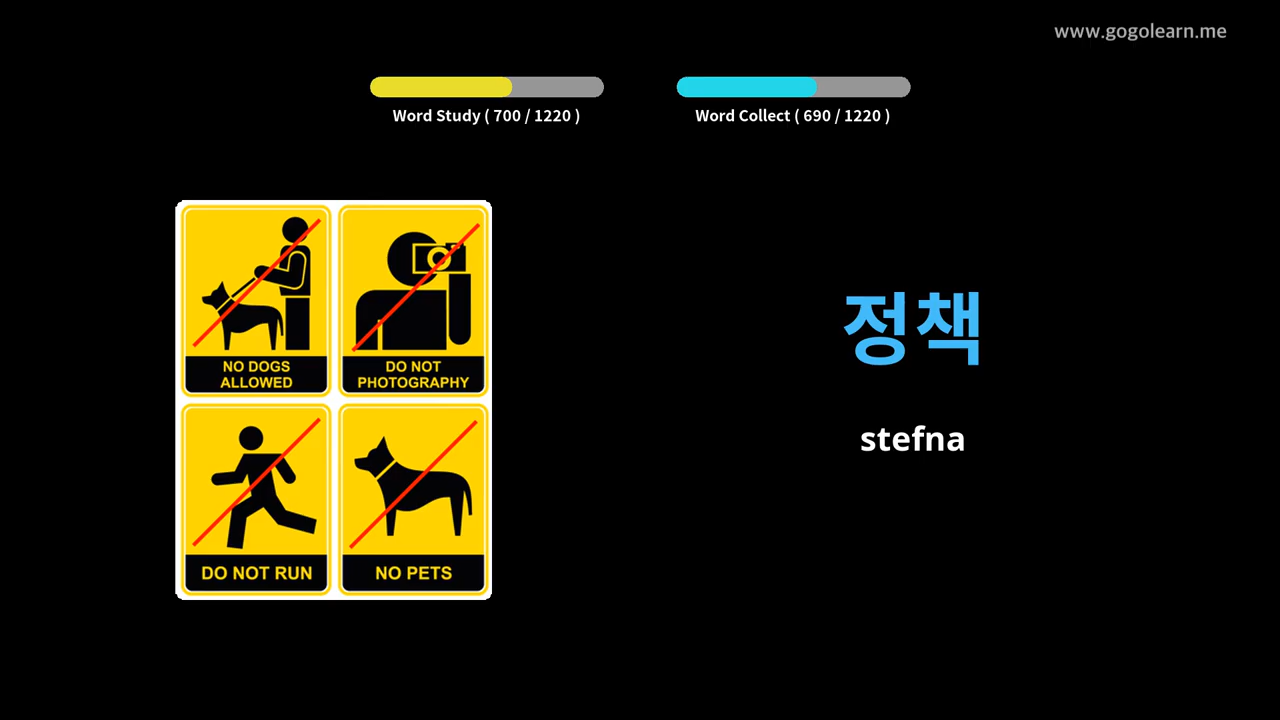 www.gogolearn.me
Word Study ( 700 / 1220 )
Word Collect ( 690 / 1220 )
NO DOGS
ALLOWED
DO NOT
PHOTOGRAPHY
DO NOT RUN
NO PETS
정책
stefna